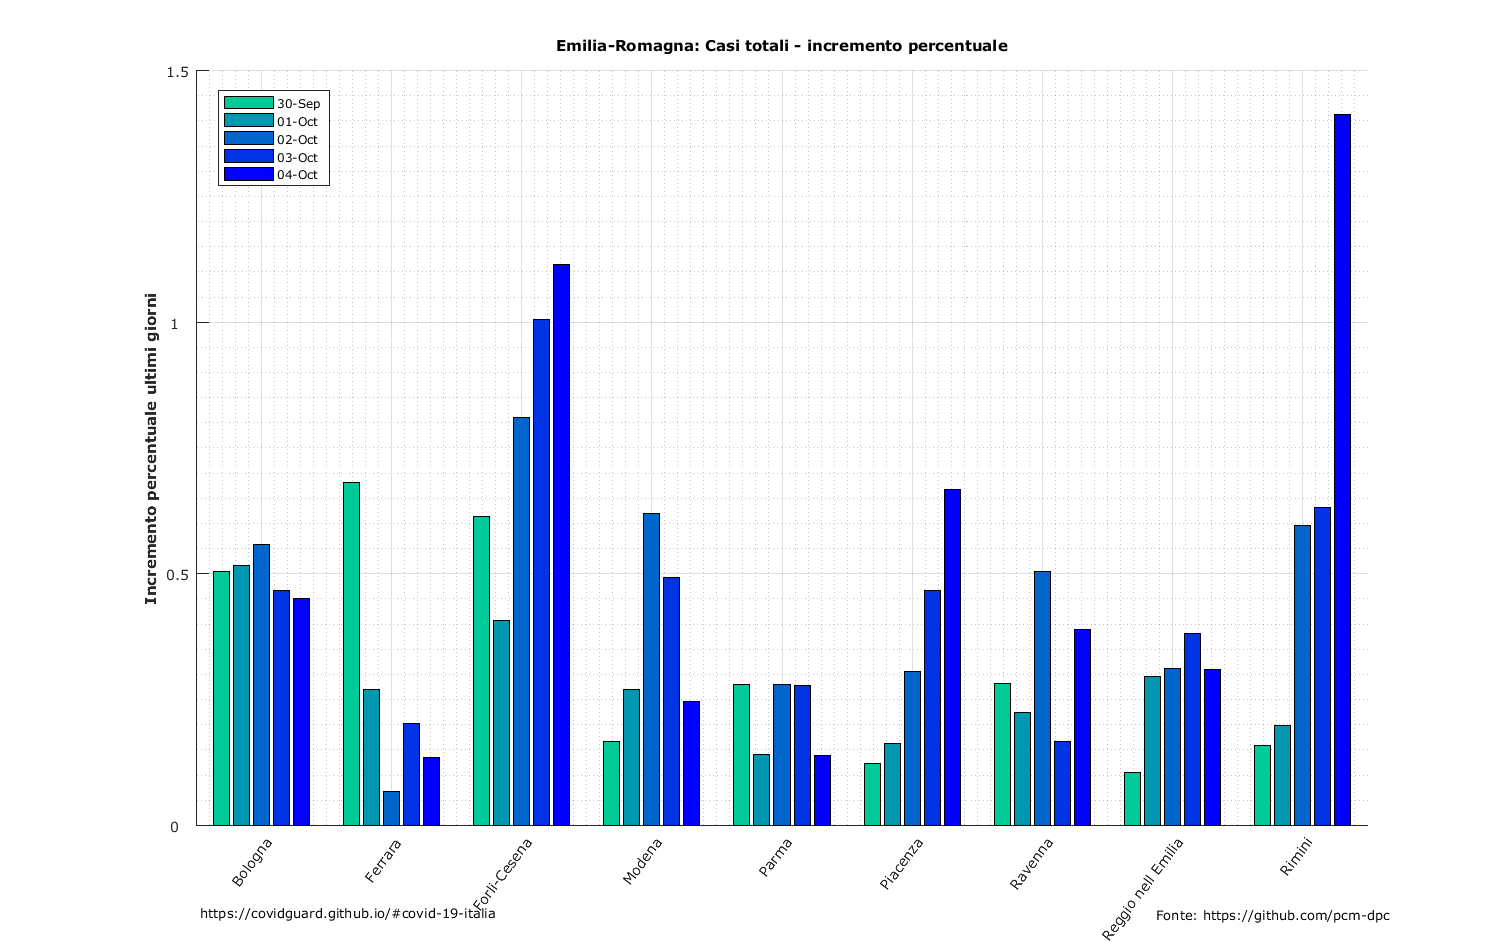 Emilia-Romagna: Casi totali - incremento percentuale
Incremento percentuale ultimi giorni
1.5
1
0.5
0
30-Sep
01-Oct
02-Oct
03-Oct
04-Oct
Bologna
Ferrara
Forlì-Cesena
Modena
Parma
Piacenza
Ravenna
Reggio nell Emilia
Rimini
https://covidguard.github.io/#covid-19-italia
Fonte: https://github.com/pcm-dpc